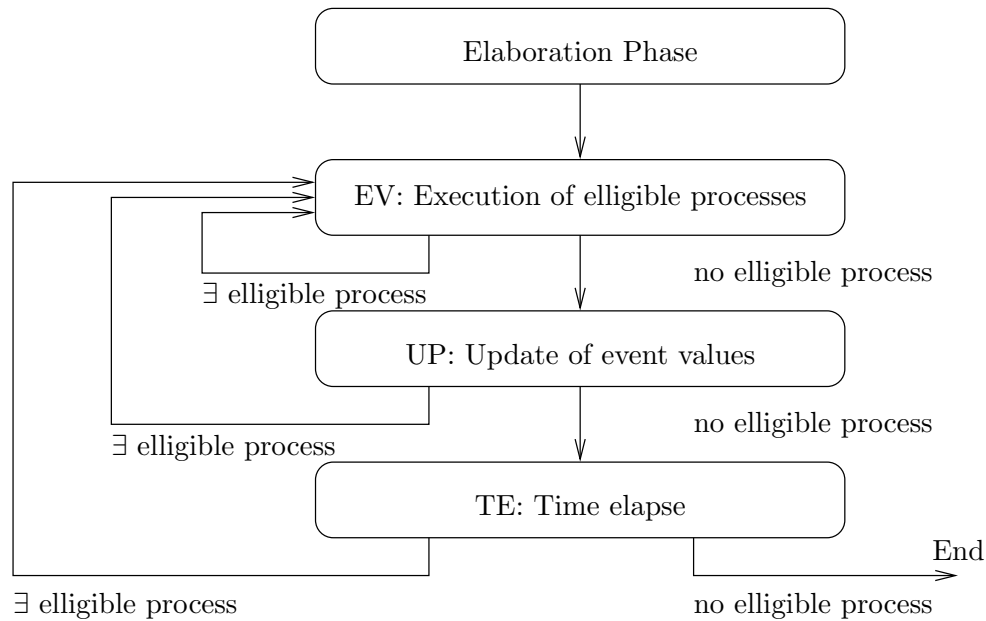 Elaboration Phase
EV: Execution of elligible processes
no elligible process
∃ elligible process
UP: Update of event values
no elligible process
∃ elligible process
TE: Time elapse
End
∃ elligible process
no elligible process